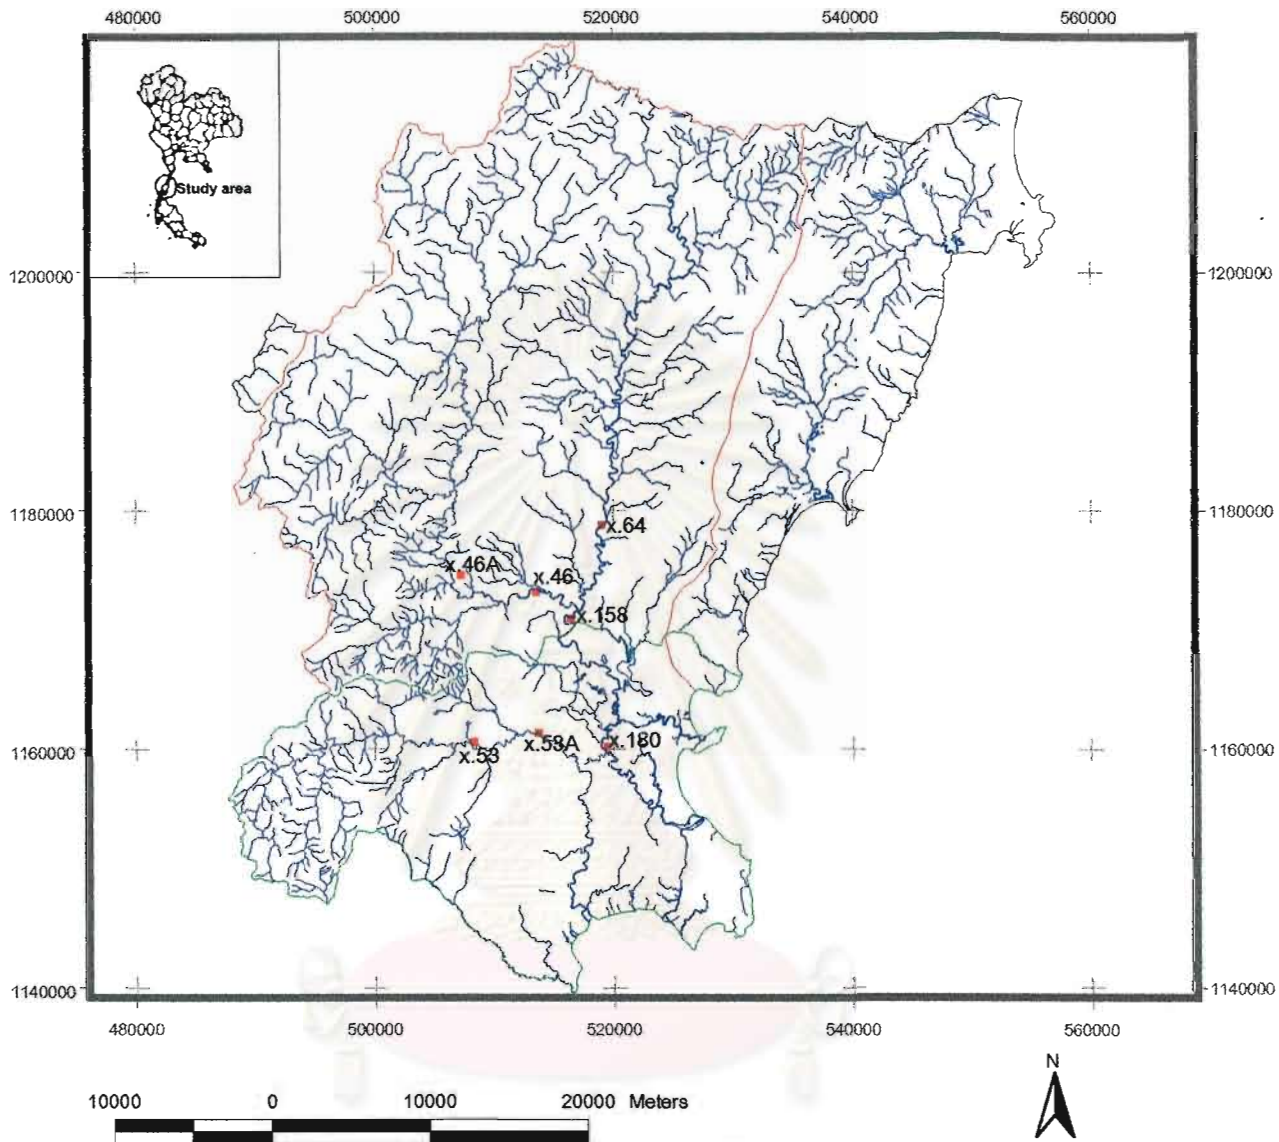 480000 500000 520000 540000 560000
Study area
1200000 1200000
1180000 1180000
x.64
x.46A
x.46
x.158
x.53
x.53A
x.180
1160000 1160000
1140000 1140000
480000 500000 520000 540000 560000
N
10000 0 10000 20000 Meters